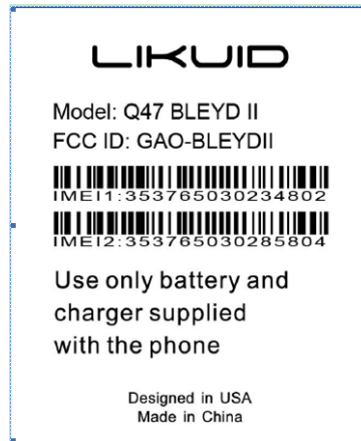 LIKUID
Model: Q47 BLEYD II
FCC ID: GAO-BLEYDII
IMEI1:353765030234802
IMEI2:353765030285804
Use only battery and
charger supplied
with the phone
Designed in USA
Made in China